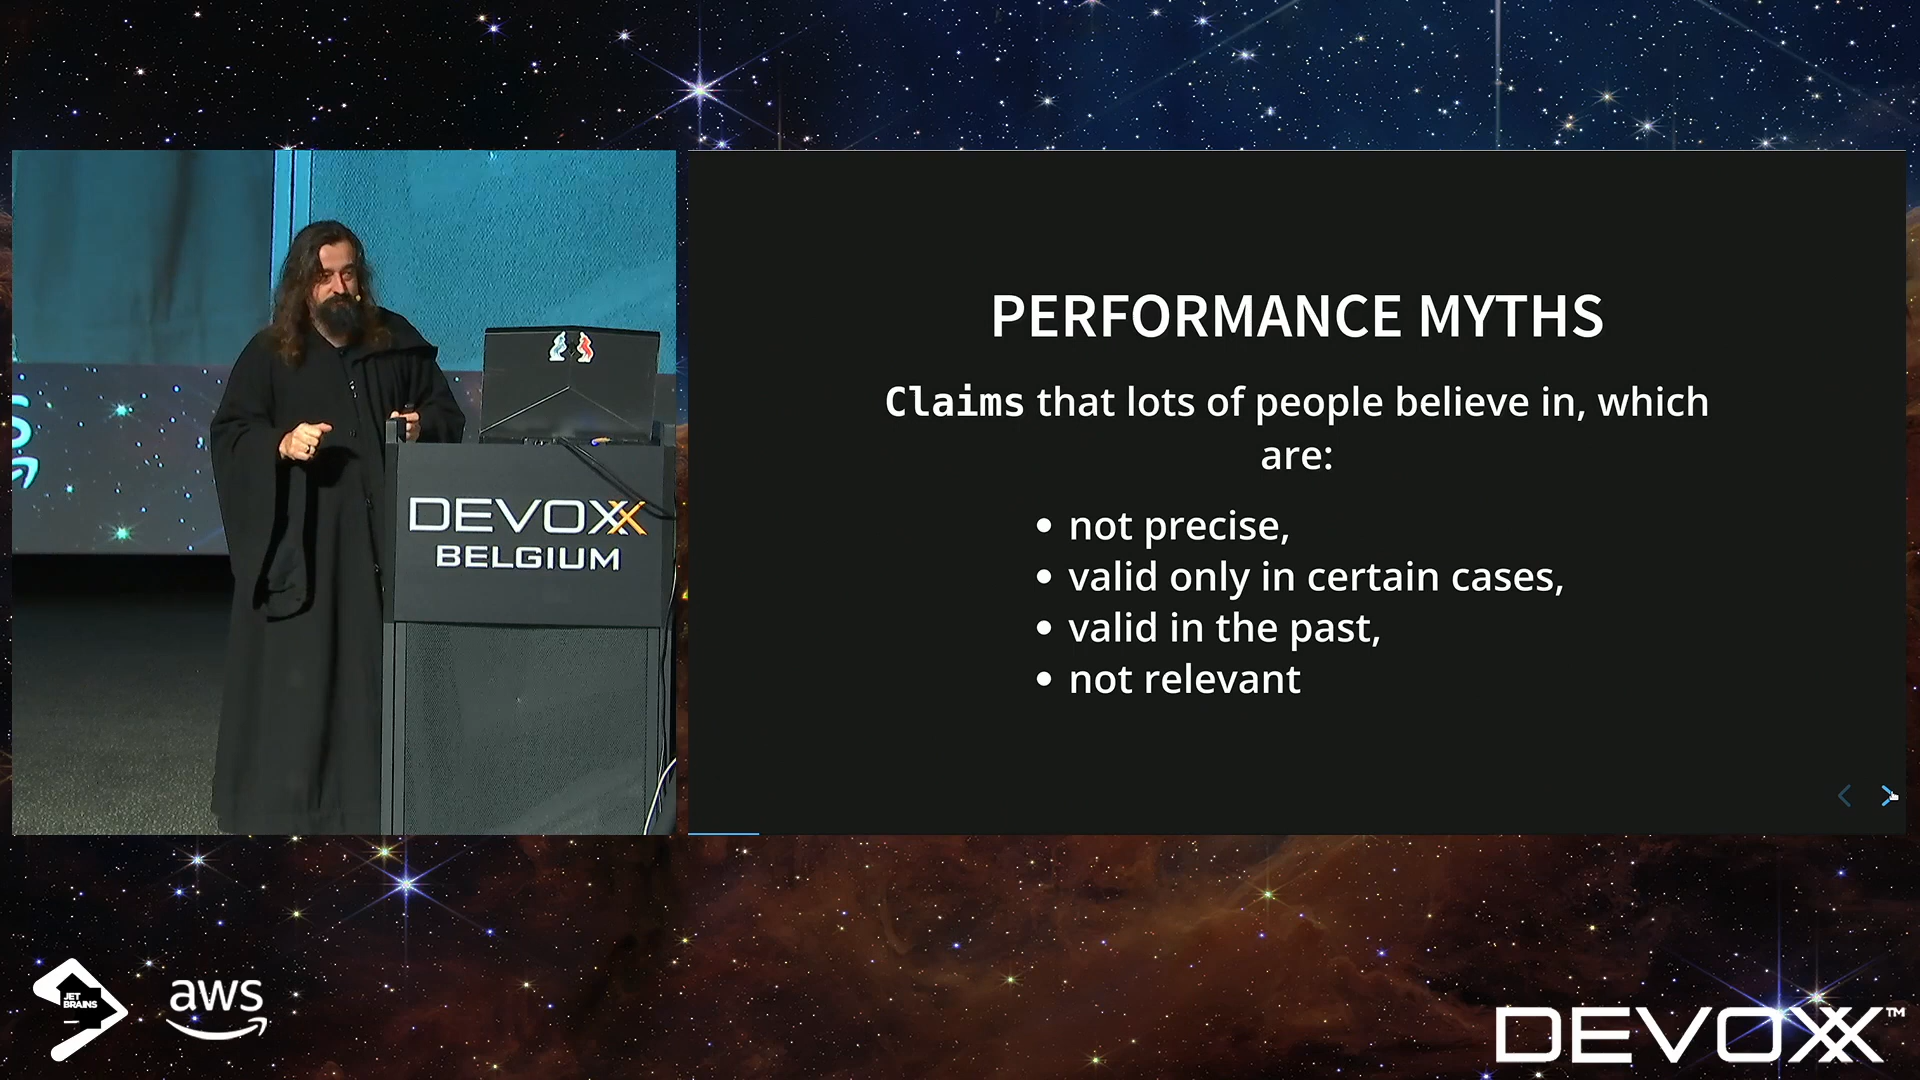 PERFORMANCE MYTHS
Claims that lots of people believe in, which
are:
• not precise,
• valid only in certain cases,
• valid in the past,
• not relevant
DEVOXX
BELGIUM
JET
BRAINS
aws
DEVOXX™